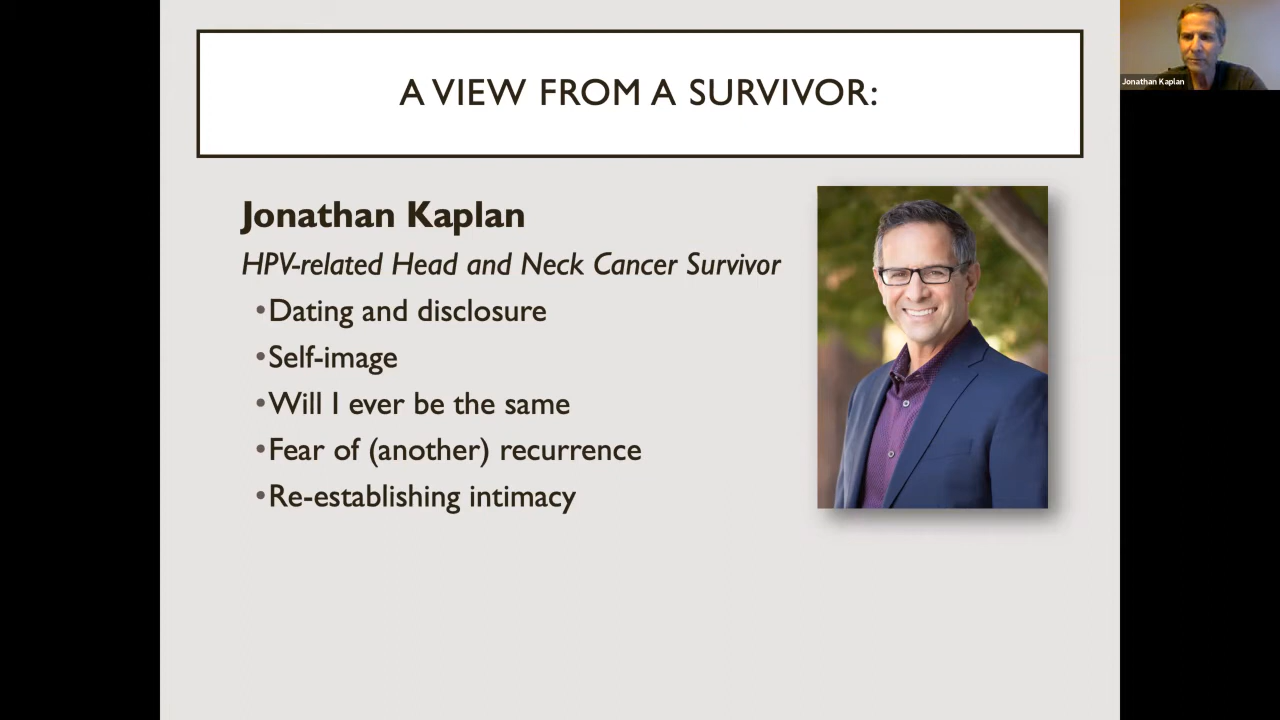 A VIEW FROM A SURVIVOR:
Jonathan Kaplan
Jonathan Kaplan
HPV-related Head and Neck Cancer Survivor
•Dating and disclosure
•Self-image
•Will I ever be the same
•Fear of (another) recurrence
•Re-establishing intimacy